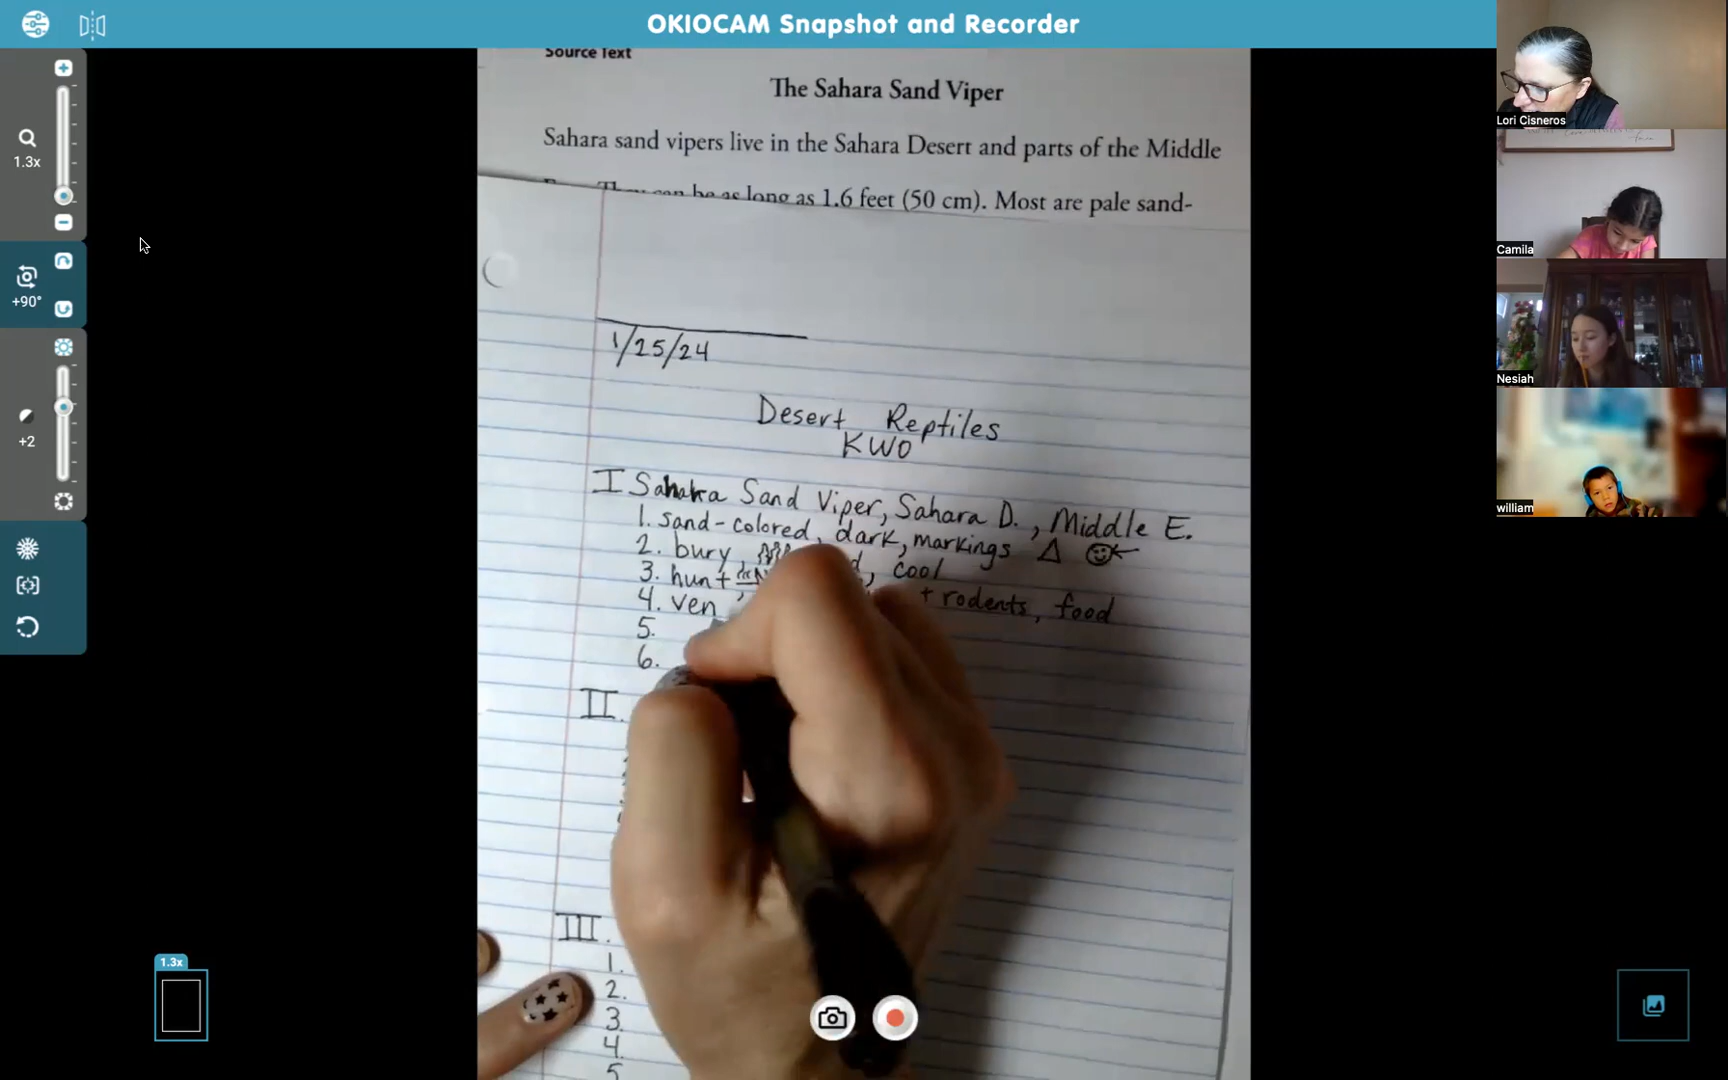 OKIOCAM Snapshot and Recorder
1.3x
+90°
+2
1.3x
Source Text
The Sahara Sand Viper
Sahara sand vipers live in the Sahara Desert and parts of the Middle
can be as long as 1.6 feet (50 cm). Most are pale sand-
1/25/24
Desert Reptiles
KWO
I Sahara Sand Viper, Sahara D., Middle E.
1. sand-colored, dark, markings
2. bury cool
3. hunt + rodents, food
4. ven
5.
6.
II.
III.
1.
2.
3.
4.
5
Lori Cisneros
Camila
Nesiah
william